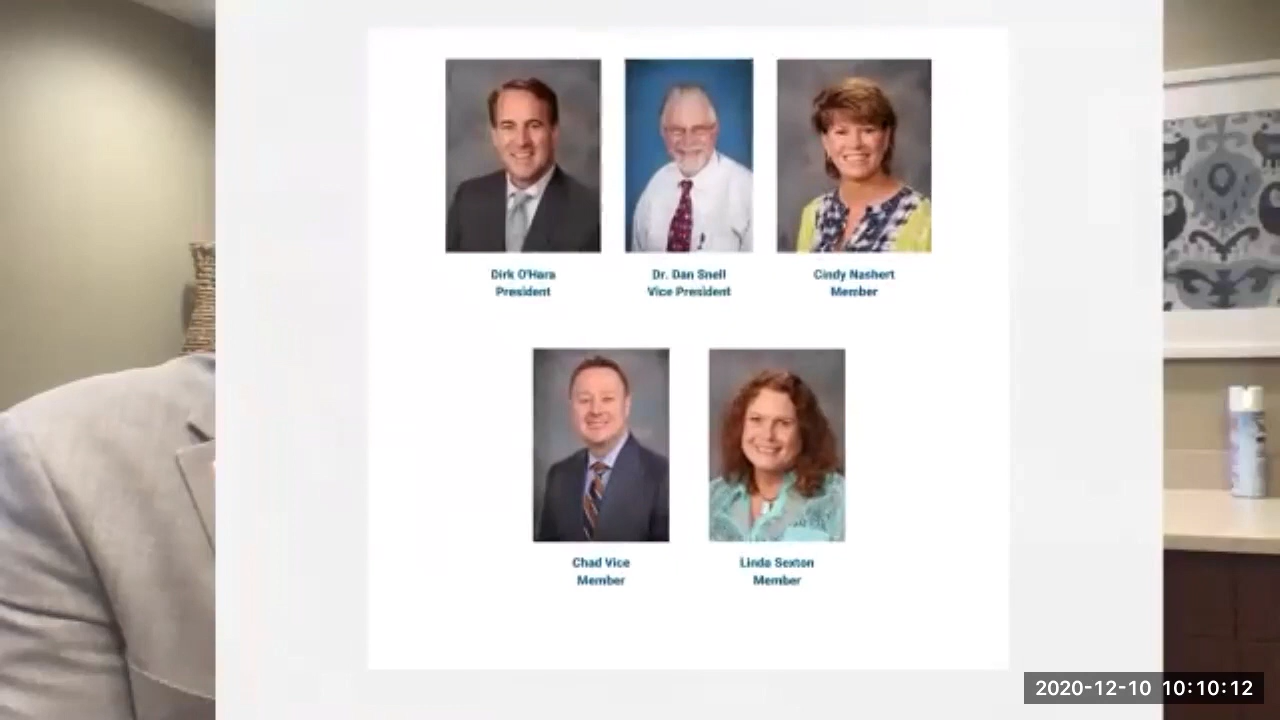 Dirk O'Hara
President
Dr. Dan Snell
Vice President
Cindy Nashert
Member
Chad Vice
Member
Linda Sexton
Member
2020-12-10 10:10:12